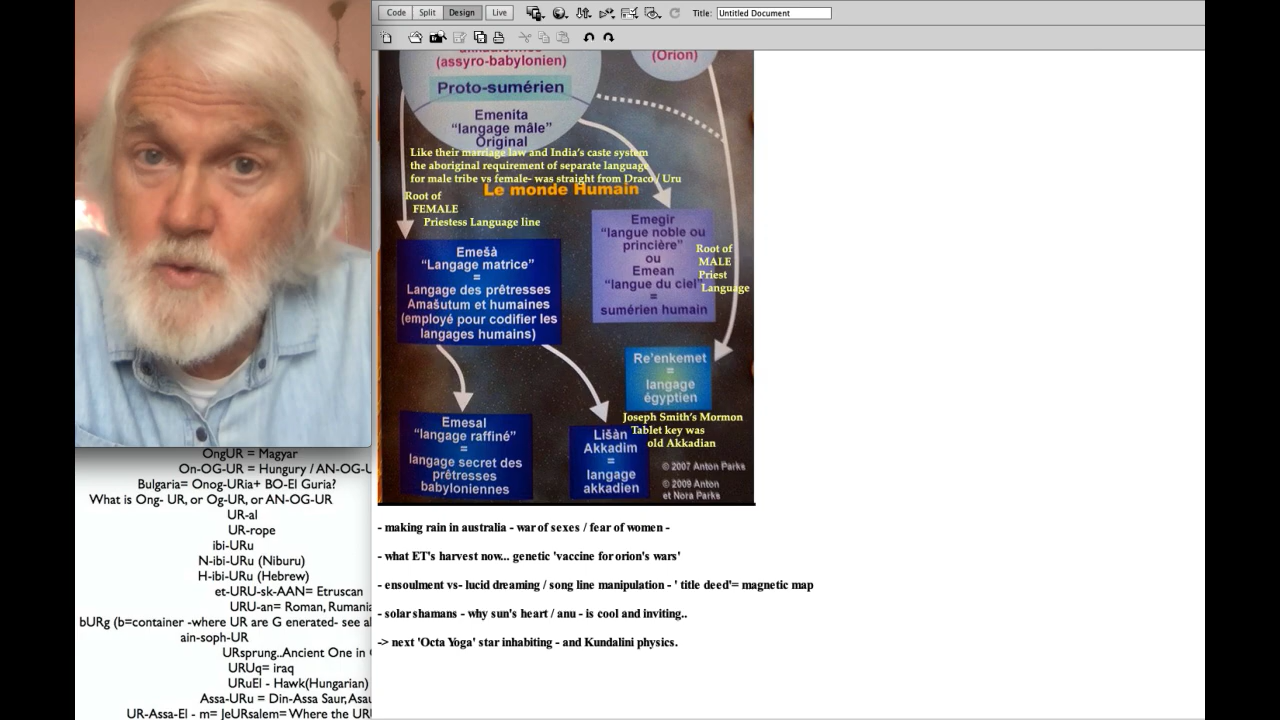 Code Split Design Live Title: Untitled Document
(assyro-babylonien)
(Orion)
Proto-sumérien
Emenita
“langage mâle”
Original
Like their marriage law and India's caste system
the aboriginal requirement of separate language
for male tribe vs female- was straight from Draco / Uru
Le monde Humain
Root of
FEMALE
Priestess Language line
Emešà
“Langage matrice”
=
Langage des prêtresses
Amašutum et humaines
(employé pour codifier les
langages humains)
Emegir
“langue noble ou
princière”
ou
Emean
“langue du ciel”
=
sumérien humain
Root of
MALE
Priest
Language
Re'enkemet
=
langage
égyptien
Joseph Smith's Mormon
Tablet key was
old Akkadian
Emesal
“langage raffiné”
=
langage secret des
prêtresses
babyloniennes
Lišàn
Akkadim
=
langage
akkadien
© 2007 Anton Parks
© 2009 Anton
et Nora Parks
- making rain in australia - war of sexes / fear of women -
- what ET's harvest now... genetic 'vaccine for orion's wars'
- ensoulment vs- lucid dreaming / song line manipulation - ' title deed'= magnetic map
- solar shamans - why sun's heart / anu - is cool and inviting..
-> next 'Octa Yoga' star inhabiting - and Kundalini physics.
OngUR = Magyar
On-OG-UR = Hungury / AN-OG-U
Bulgaria= Onog-URia+ BO-El Guria?
What is Ong- UR, or Og-UR, or AN-OG-UR
UR-al
UR-rope
ibi-URu
N-ibi-URu (Niburu)
H-ibi-URu (Hebrew)
et-URU-sk-AAN= Etruscan
URU-an= Roman, Rumania
bURg (b=container -where UR are G enerated- see al
ain-soph-UR
URsprung..Ancient One in
URUq= iraq
URuEl - Hawk(Hungarian)
Assa-URu = Din-Assa Saur, Asau
UR-Assa-El - m= JeURsalem= Where the URU